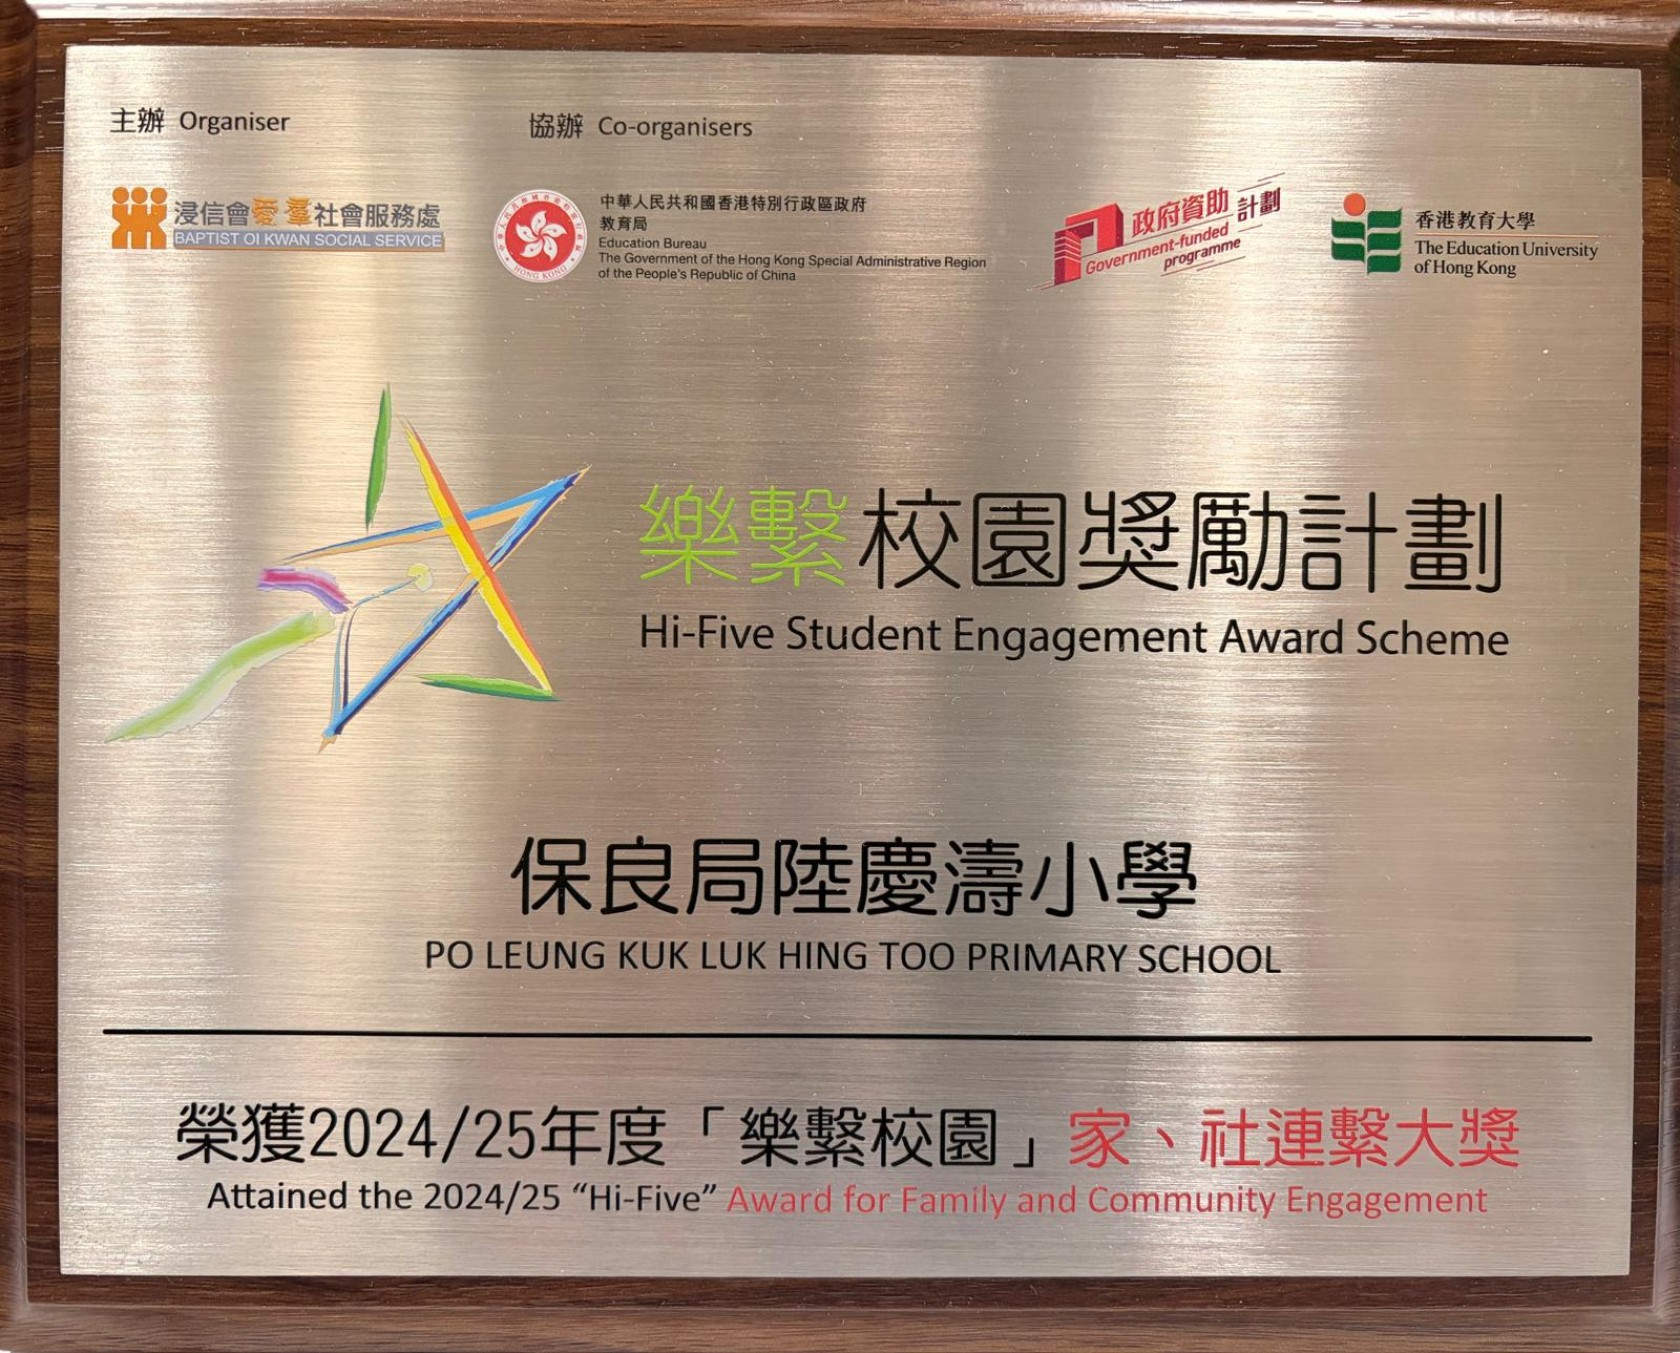 主辦 Organiser
協辦 Co-organisers
浸信會愛羣社會服務處
BAPTIST OI KWAN SOCIAL SERVICE
HONG KONG
中華人民共和國香港特別行政區政府
教育局
Education Bureau
The Government of the Hong Kong Special Administrative Region
of the People's Republic of China
政府資助計劃
Government-funded
programme
香港教育大學
The Education University
of Hong Kong
樂繫校園獎勵計劃
Hi-Five Student Engagement Award Scheme
保良局陸慶濤小學
PO LEUNG KUK LUK HING TOO PRIMARY SCHOOL
榮獲2024/25年度「樂繫校園」家、社連繫大獎
Attained the 2024/25 “Hi-Five” Award for Family and Community Engagement